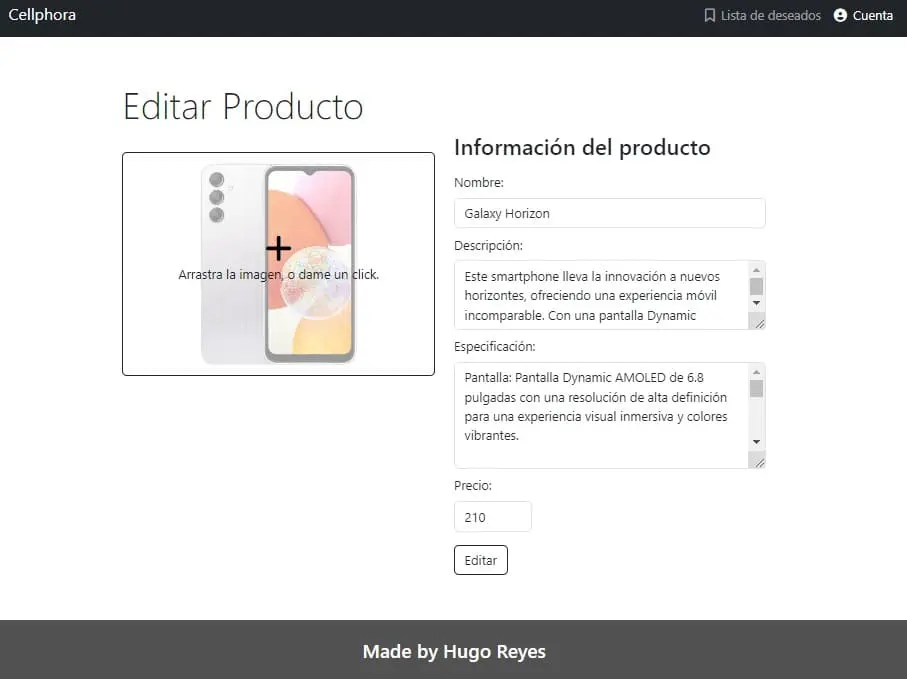 Cellphora
Lista de deseados
Cuenta
Editar Producto
Arrastra la imagen, o dame un click.
Información del producto
Nombre:
Galaxy Horizon
Descripción:
Este smartphone lleva la innovación a nuevos
horizontes, ofreciendo una experiencia móvil
incomparable. Con una pantalla Dynamic
Especificación:
Pantalla: Pantalla Dynamic AMOLED de 6.8
pulgadas con una resolución de alta definición
para una experiencia visual inmersiva y colores
vibrantes.
Precio:
210
Editar
Made by Hugo Reyes